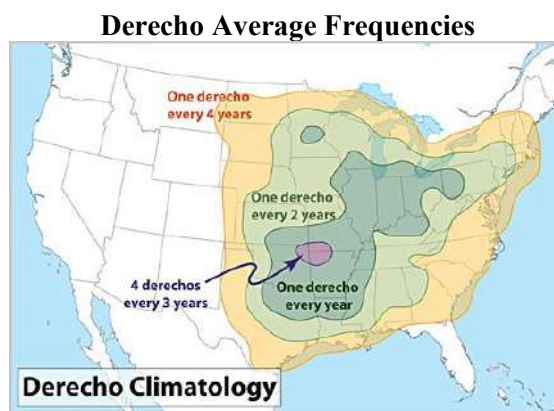 Derecho Average Frequencies
One derecho
every 4 years
One derecho
every 2 years
4 derechos
every 3 years
One derecho
every year
Derecho Climatology